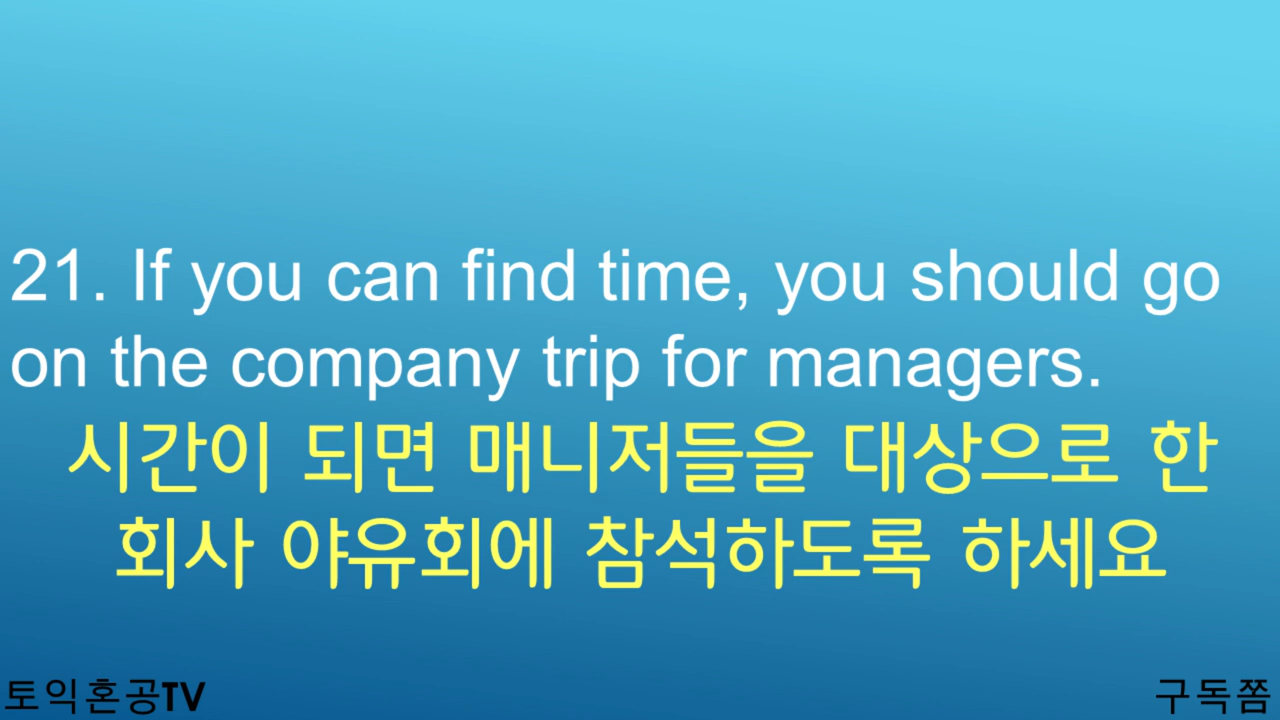 21. If you can find time, you should go
on the company trip for managers.
시간이 되면 매니저들을 대상으로 한
회사 야유회에 참석하도록 하세요
토익혼공TV
구독쫌